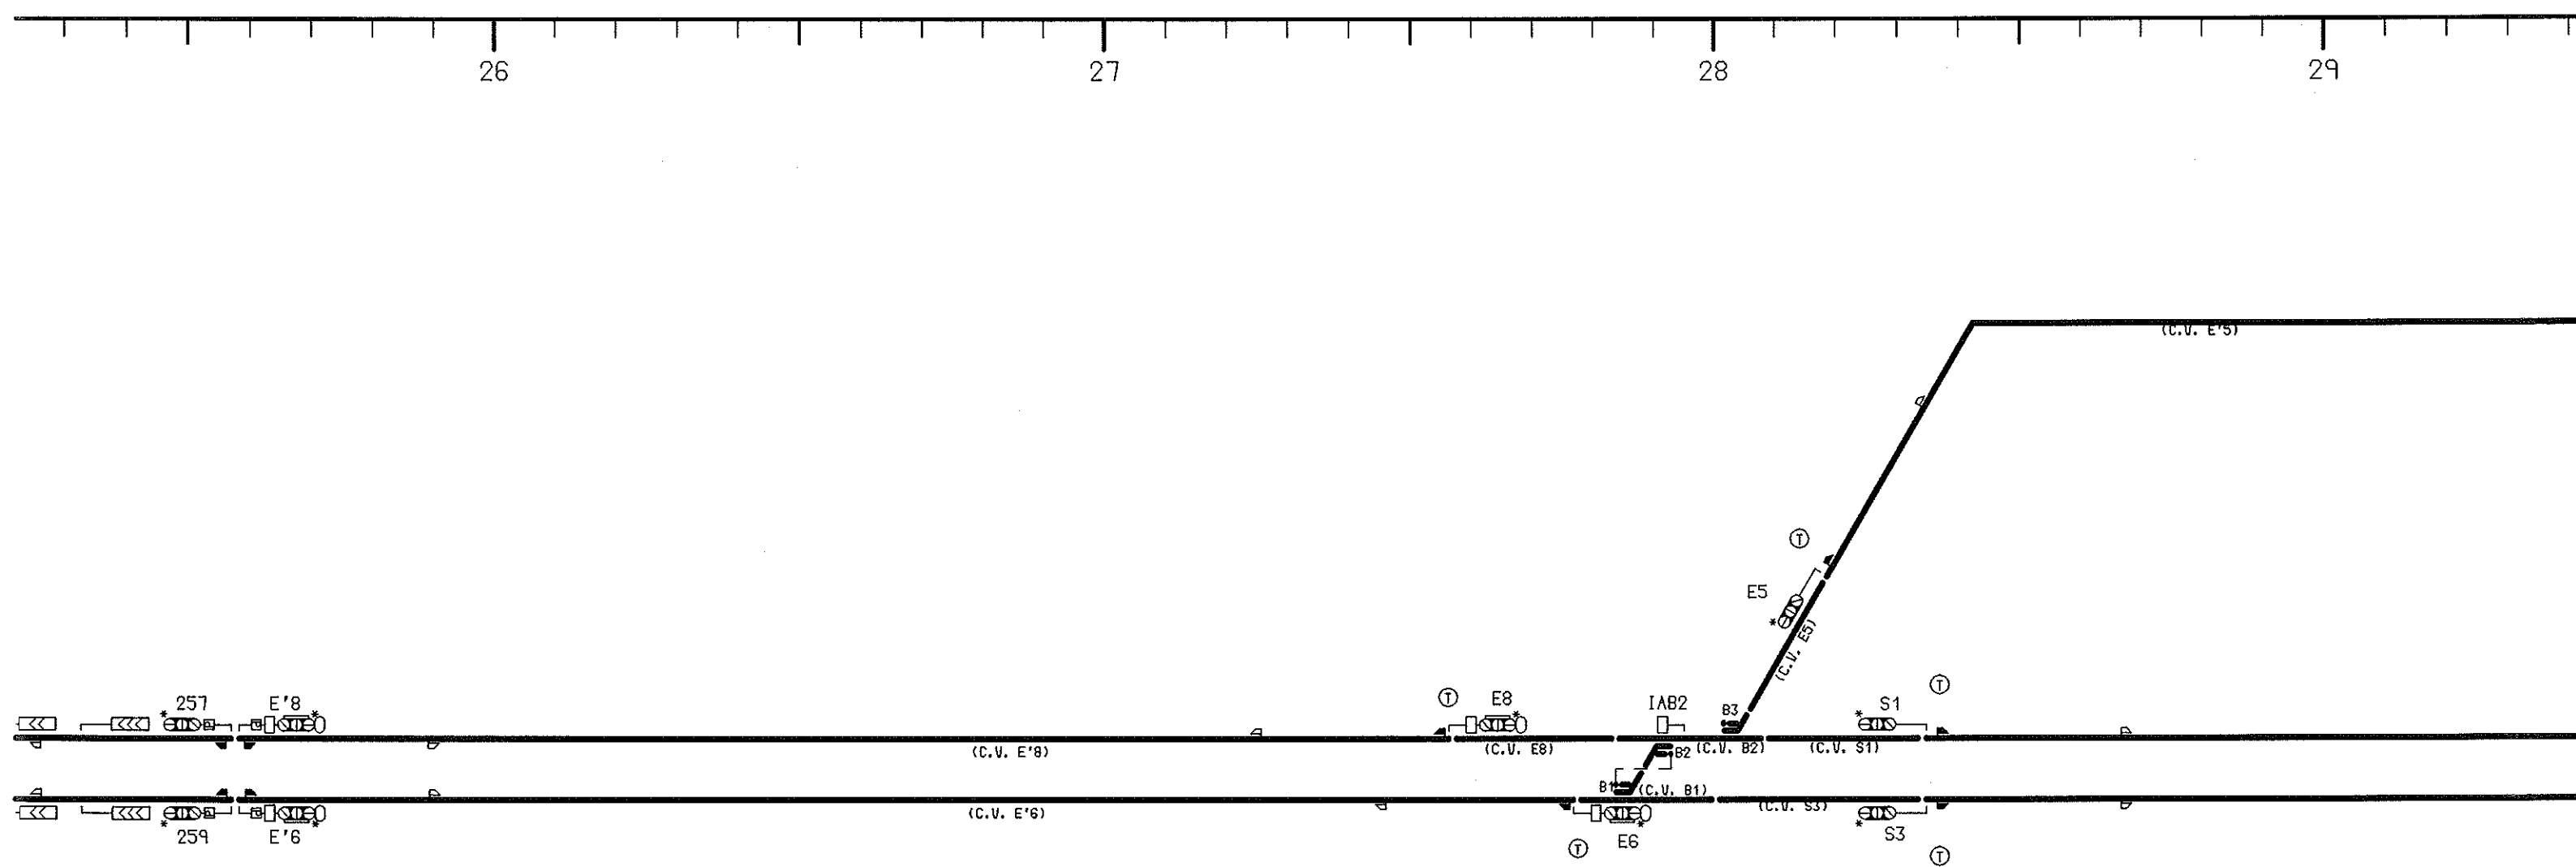 26 27 28 29
(C.V. E'5)
T
E5
(C.V. E5)
257 E'8 T E8 IAB2 B3 S1 T
(C.V. E'8) (C.V. E8) B2 (C.V. B2) (C.V. S1)
B1 (C.V. B1)
(C.V. E'6) (C.V. S3)
259 E'6 E6 S3
T T